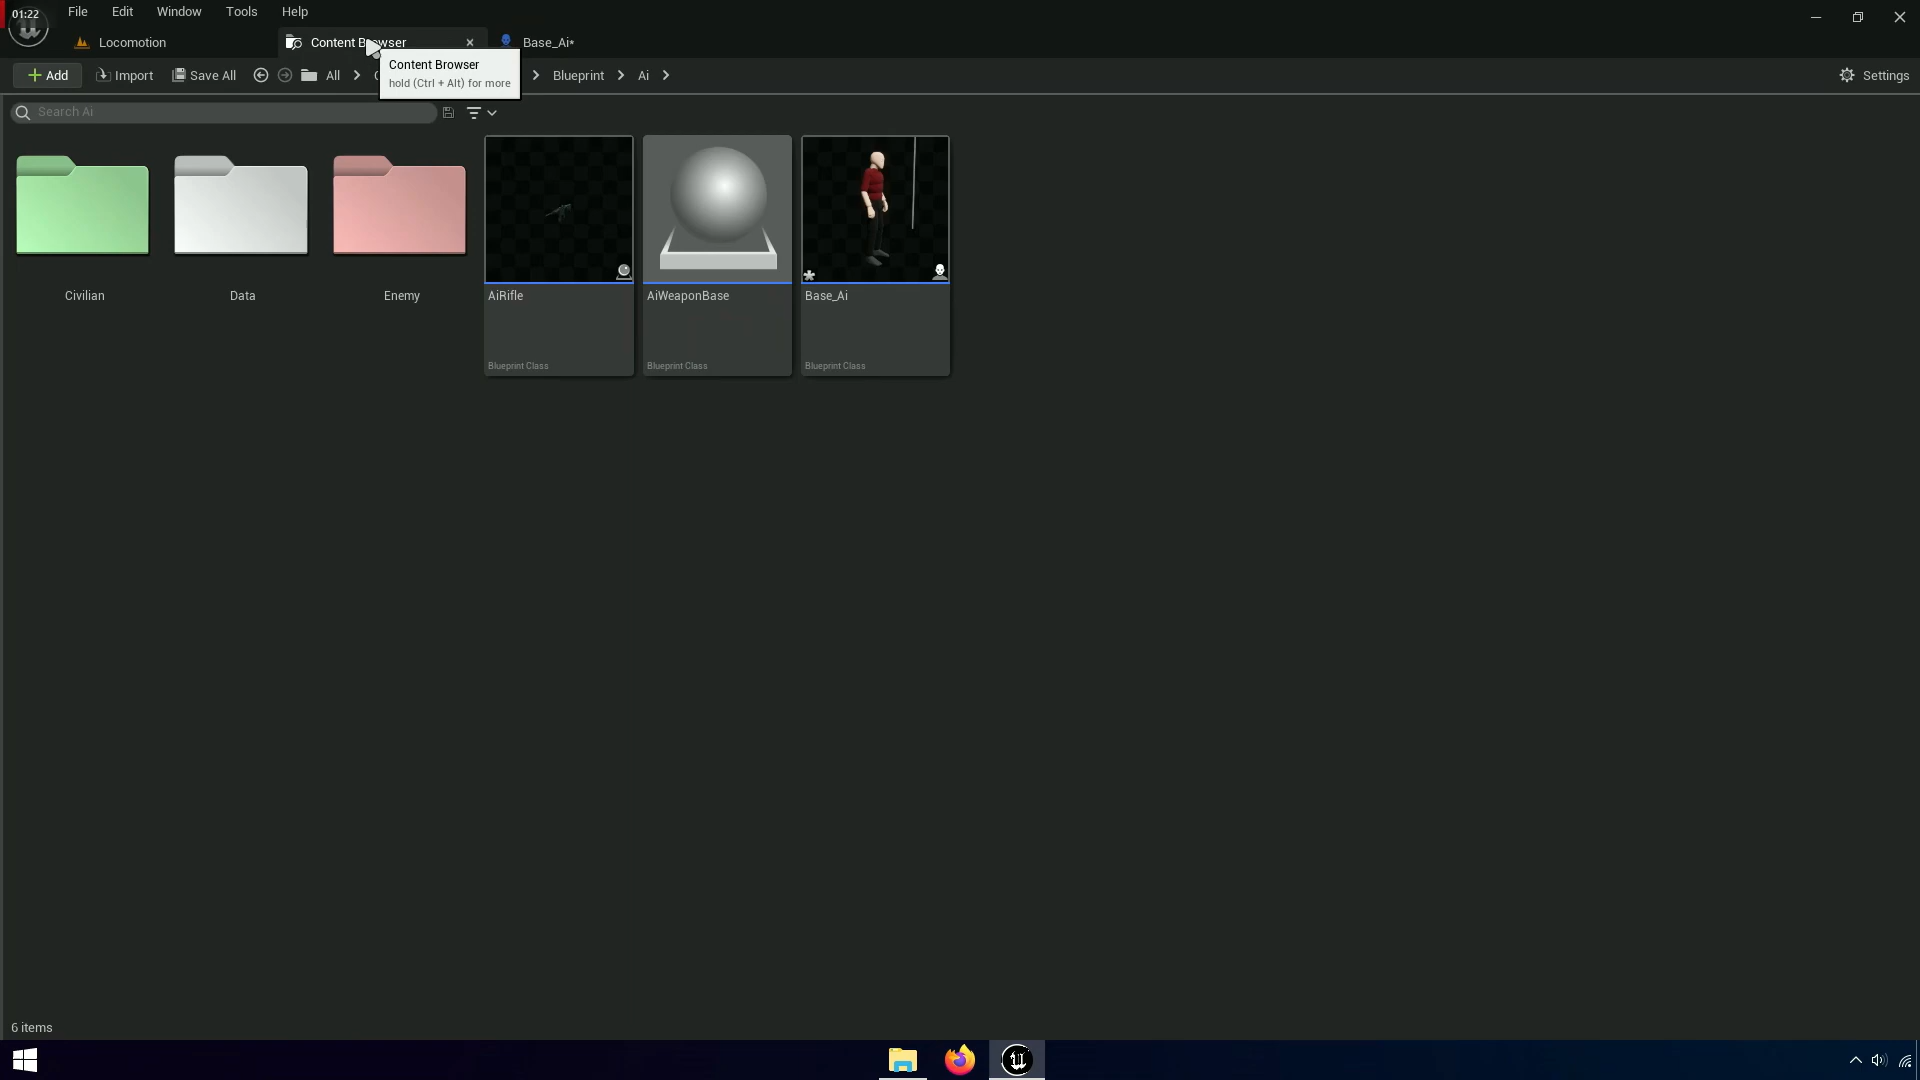 01:22
File Edit Window Tools Help
Locomotion
Content Browser
Base_Ai*
Add Import Save All All Blueprint Ai Settings
Content Browser
hold (Ctrl + Alt) for more
Search Ai
Civilian Data Enemy AiRifle AiWeaponBase Base_Ai
Blueprint Class Blueprint Class Blueprint Class
6 items